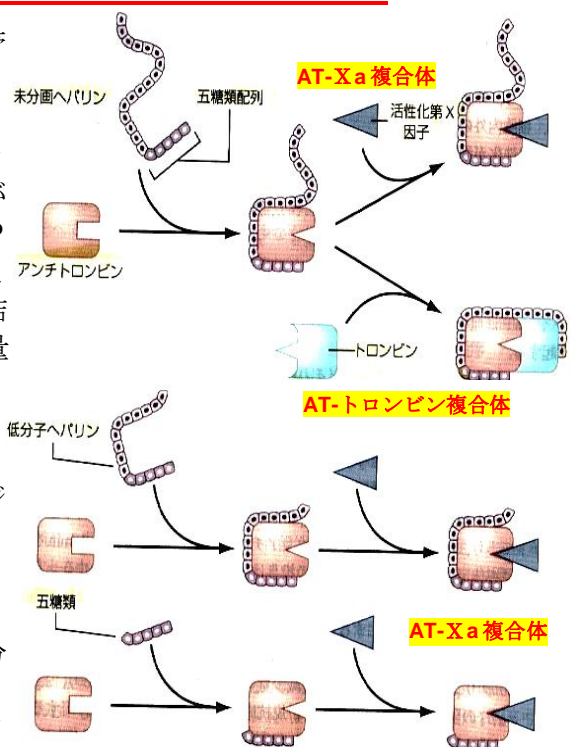 AT-Ⅹa複合体
未分画ヘパリン
五糖類配列
活性化第Ⅹ
因子
アンチトロンビン
トロンビン
AT-トロンビン複合体
低分子ヘパリン
五糖類
AT-Ⅹa複合体